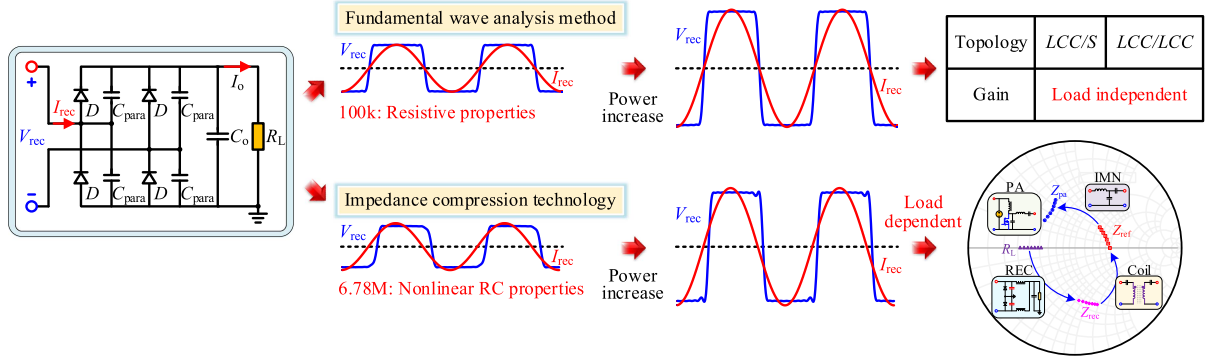 Fundamental wave analysis method
V_rec
I_rec
100k: Resistive properties
Power
increase
V_rec
I_rec
Topology LCC/S LCC/LCC
Gain Load independent
+
I_rec
V_rec
−
D C_para D C_para
D C_para D C_para
I_o
C_o R_L
Impedance compression technology
V_rec
I_rec
6.78M: Nonlinear RC properties
Power
increase
V_rec
I_rec
Load
dependent
PA
Z_pa
IMN
Z_ref
R_L
REC
Coil
Z_rec